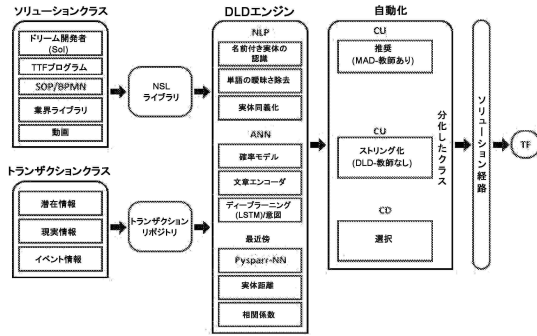 ソリューションクラス
ドリーム開発者
(Sol)
TTFプログラム
SOP/BPMN
業界ライブラリ
動画
NSL
ライブラリ
トランザクションクラス
潜在情報
現実情報
イベント情報
トランザクション
リポジトリ
DLDエンジン
NLP
名前付き実体の
認識
単語の曖昧さ除去
実体同義化
ANN
確率モデル
文章エンコーダ
ディープラーニング
(LSTM)/意図
最近傍
Pysparr-NN
実体距離
相関係数
自動化
CU
推奨
(MAD-教師あり)
CU
ストリング化
(DLD-教師なし)
CD
選択
分化したクラス
ソリューション経路
TF